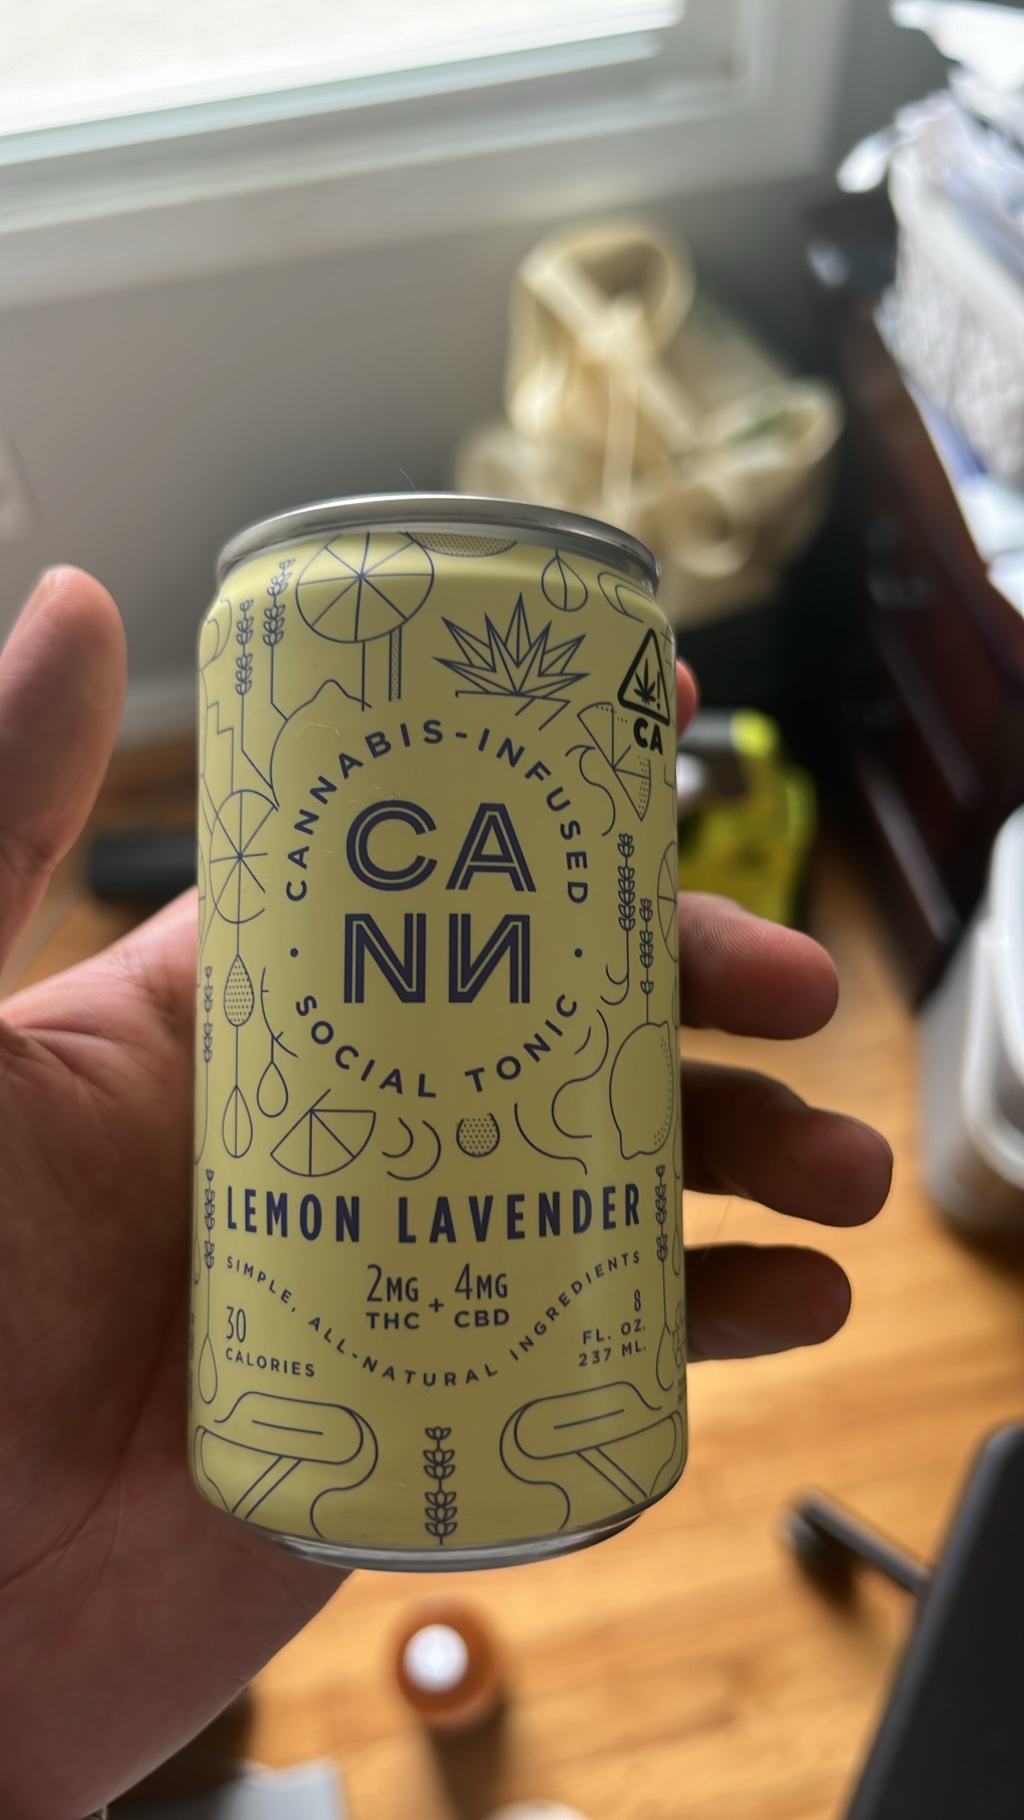 CA
CANNABIS-INFUSED
CA
NN
SOCIAL TONIC
LEMON LAVENDER
SIMPLE, ALL-NATURAL INGREDIENTS
2MG THC + 4MG CBD
30 CALORIES
8 FL. OZ.
237 ML.